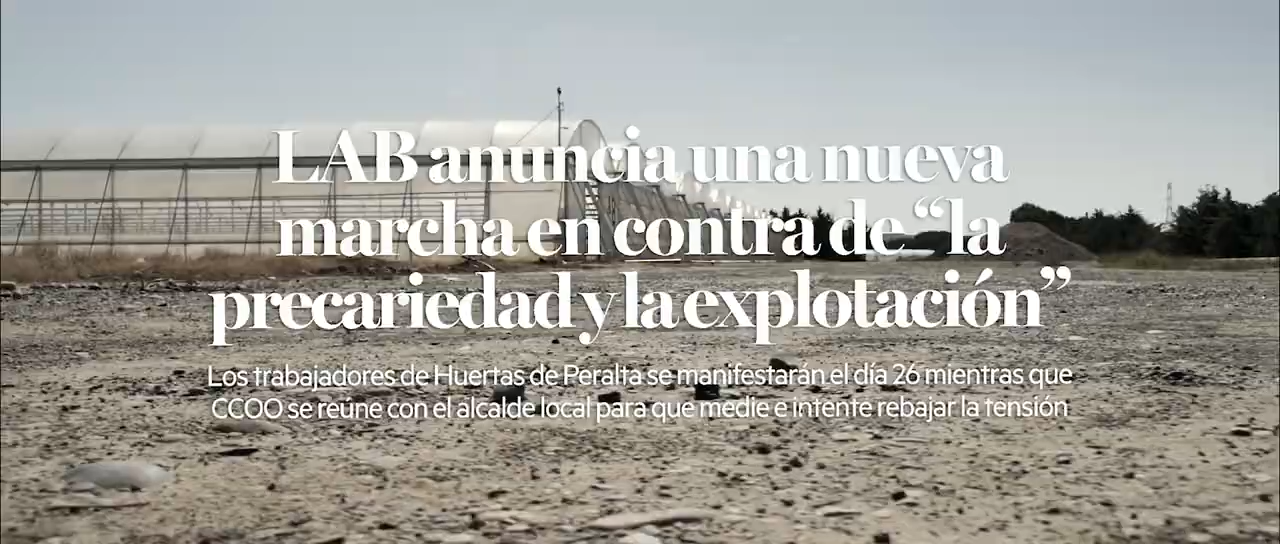 LAB anuncia una nueva
marcha en contra de “la
precariedad y la explotación”
Los trabajadores de Huertas de Peralta se manifestarán el día 26 mientras que
CCOO se reúne con el alcalde local para que medie e intente rebajar la tensión